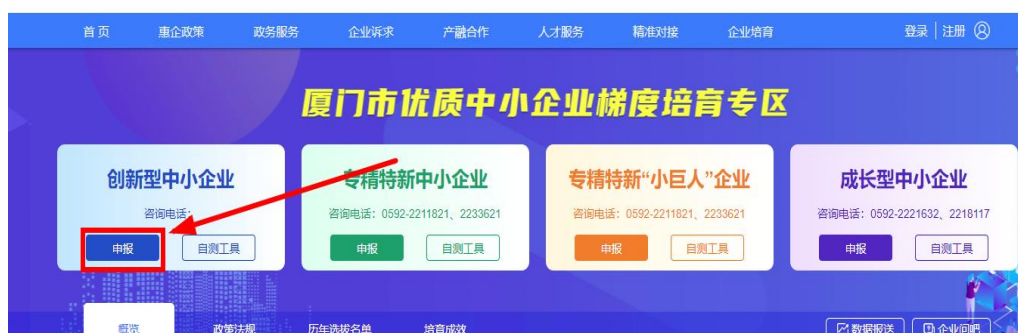 首页 惠企政策 政务服务 企业诉求 产融合作 人才服务 精准对接 企业培育 登录 | 注册
厦门市优质中小企业梯度培育专区
创新型中小企业 专精特新中小企业 专精特新“小巨人”企业 成长型中小企业
咨询电话： 咨询电话：0592-2211821、2233621 咨询电话：0592-2211821、2233621 咨询电话：0592-2221632、2218117
申报 自测工具 申报 自测工具 申报 自测工具 申报 自测工具
概览 政策法规 历年选拔名单 培育成效 数据报送 企业问吧